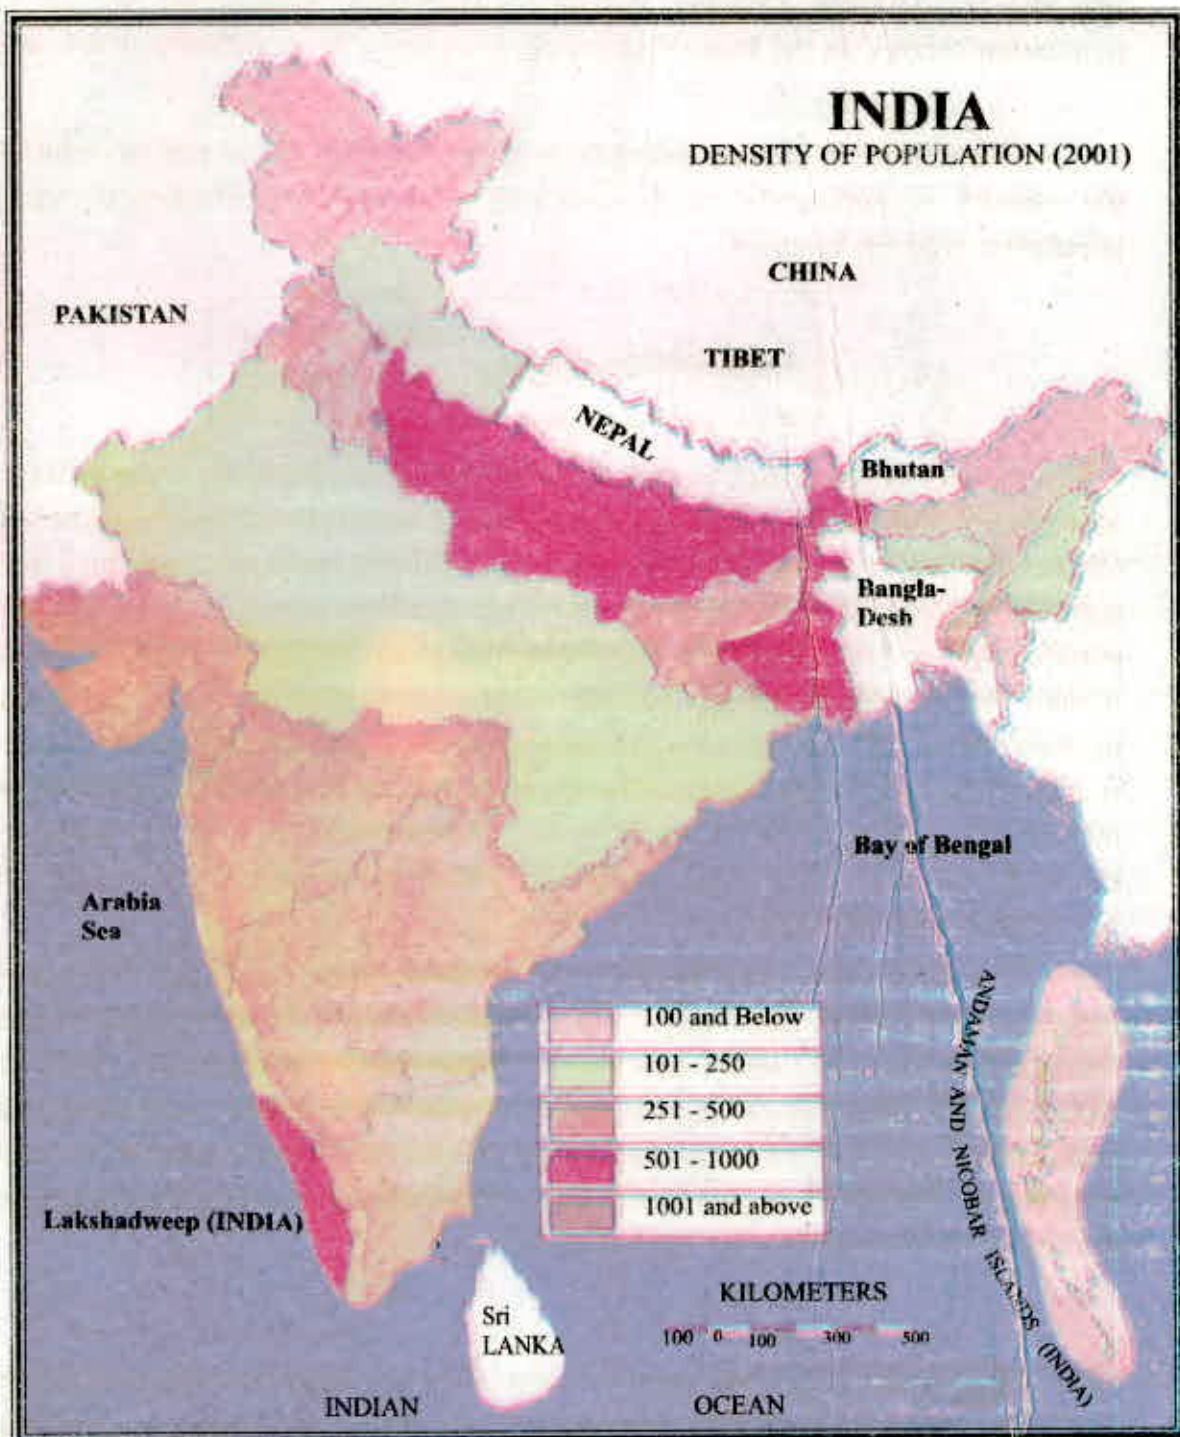 INDIA
DENSITY OF POPULATION (2001)
CHINA
PAKISTAN
TIBET
NEPAL
Bhutan
Bangla-
Desh
Bay of Bengal
Arabia
Sea
ANDAMAN AND NICOBAR ISLANDS (INDIA)
100 and Below
101 - 250
251 - 500
501 - 1000
1001 and above
Lakshadweep (INDIA)
KILOMETERS
100 0 100 300 500
Sri
LANKA
INDIAN OCEAN